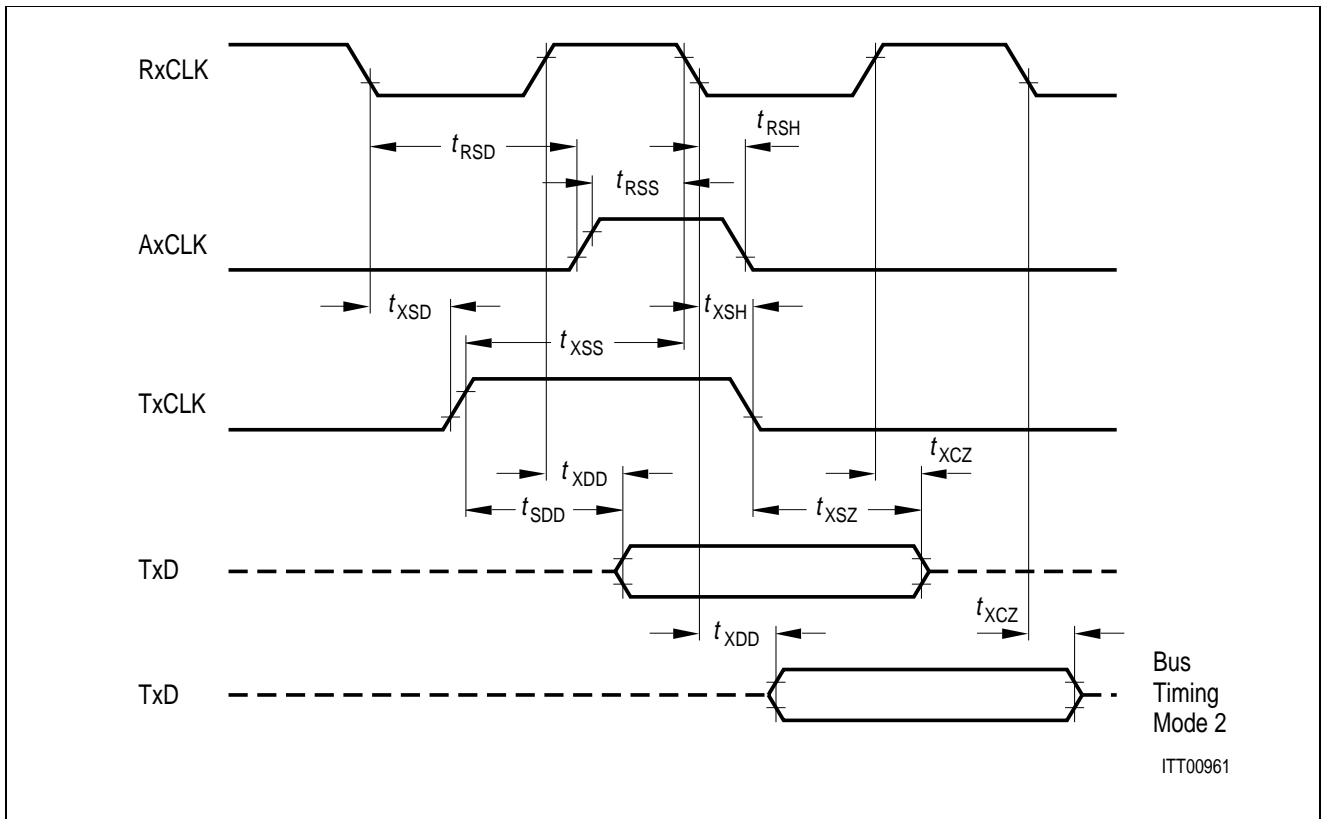 RxCLK
tRSH
tRSD
tRSS
AxCLK
tXSD
tXSH
tXSS
TxCLK
tXCZ
tXDD
tSDD
tXSZ
TxD
tXCZ
tXDD
TxD
Bus
Timing
Mode 2
ITT00961